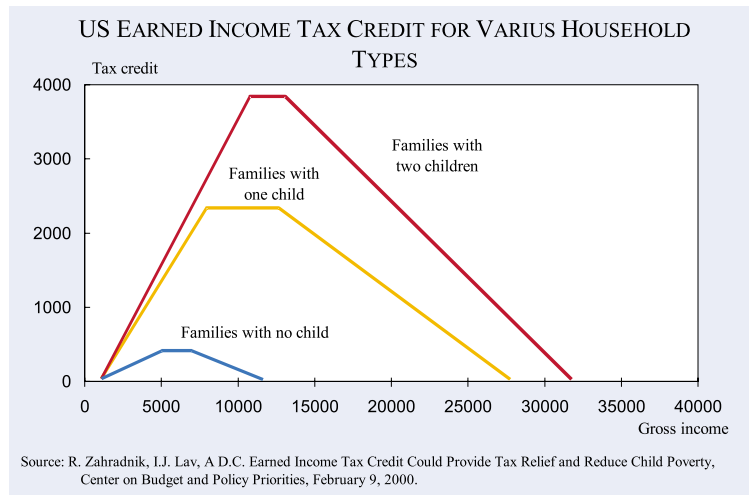 US EARNED INCOME TAX CREDIT FOR VARIUS HOUSEHOLD
TYPES
Tax credit
4000
3000
2000
1000
0
Families with
two children
Families with
one child
Families with no child
0 5000 10000 15000 20000 25000 30000 35000 40000
Gross income
Source: R. Zahradnik, I.J. Lav, A D.C. Earned Income Tax Credit Could Provide Tax Relief and Reduce Child Poverty,
Center on Budget and Policy Priorities, February 9, 2000.